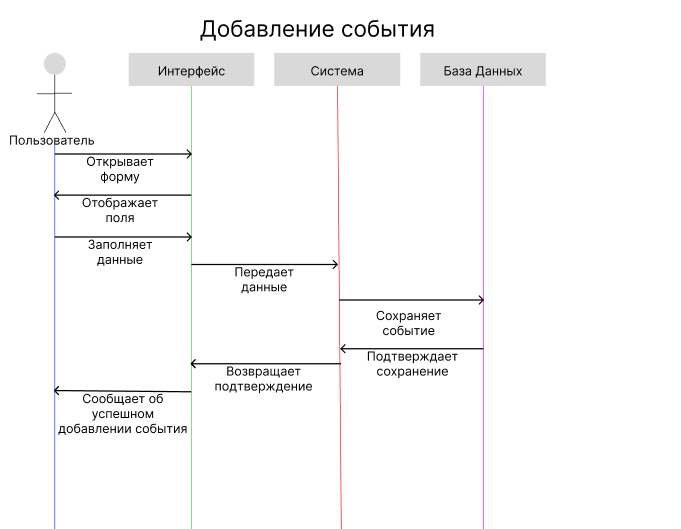 Добавление события
Интерфейс
Система
База Данных
Пользователь
Открывает
форму
Отображает
поля
Заполняет
данные
Передает
данные
Сохраняет
событие
Подтверждает
сохранение
Возвращает
подтверждение
Сообщает об
успешном
добавлении события